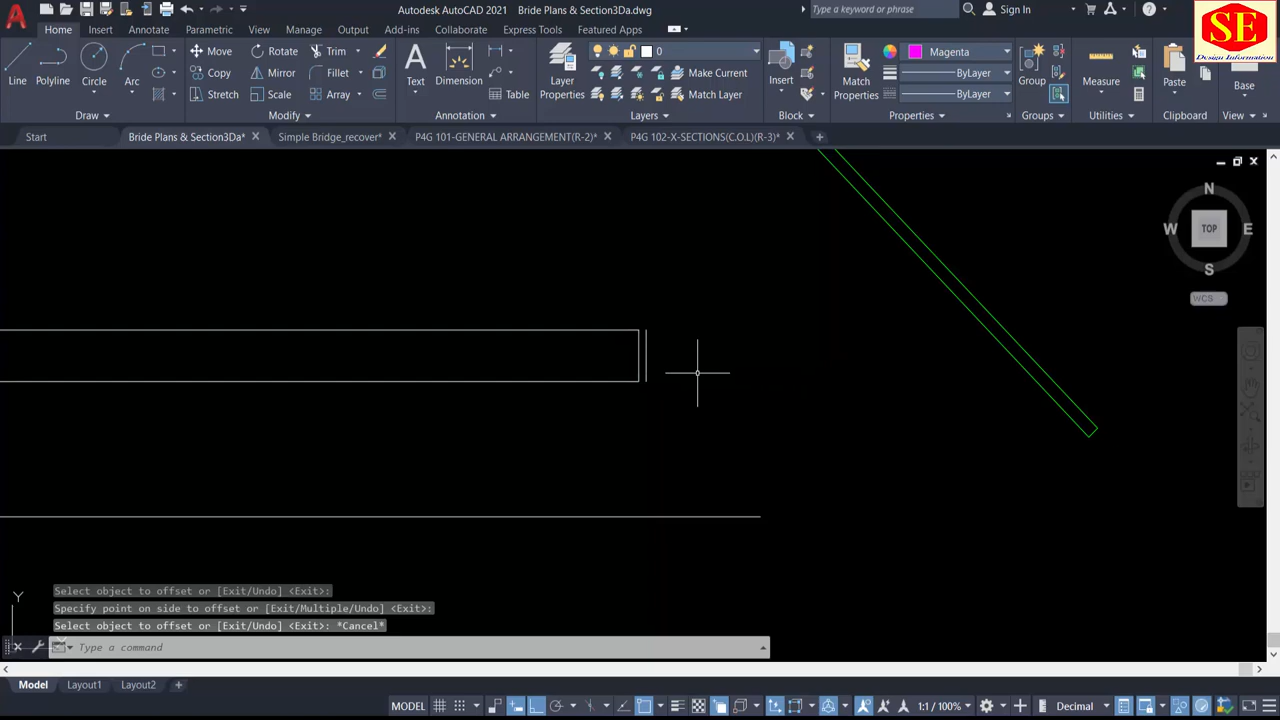 Autodesk AutoCAD 2021 Bride Plans & Section3Da.dwg
Type a keyword or phrase
Sign In
SE
Design Information
Home Insert Annotate Parametric View Manage Output Add-ins Collaborate Express Tools Featured Apps
Line Polyline Circle Arc
Move Rotate Trim
Copy Mirror Fillet
Stretch Scale Array
Text Dimension Table
Layer Properties
0
Make Current
Match Layer
Insert
Match Properties
Magenta
ByLayer
ByLayer
Group
Measure
Paste
Base
Draw Modify Annotation Layers Block Properties Groups Utilities Clipboard View
Start Bride Plans & Section3Da* Simple Bridge_recover* P4G 101-GENERAL ARRANGEMENT(R-2)* P4G 102-X-SECTIONS(C.O.L)(R-3)*
N
W TOP E
S
WCS
Y
Select object to offset or [Exit/Undo] <Exit>:
Specify point on side to offset or [Exit/Multiple/Undo] <Exit>:
Select object to offset or [Exit/Undo] <Exit>: *Cancel*
Type a command
Model Layout1 Layout2
MODEL 1:1 / 100% Decimal